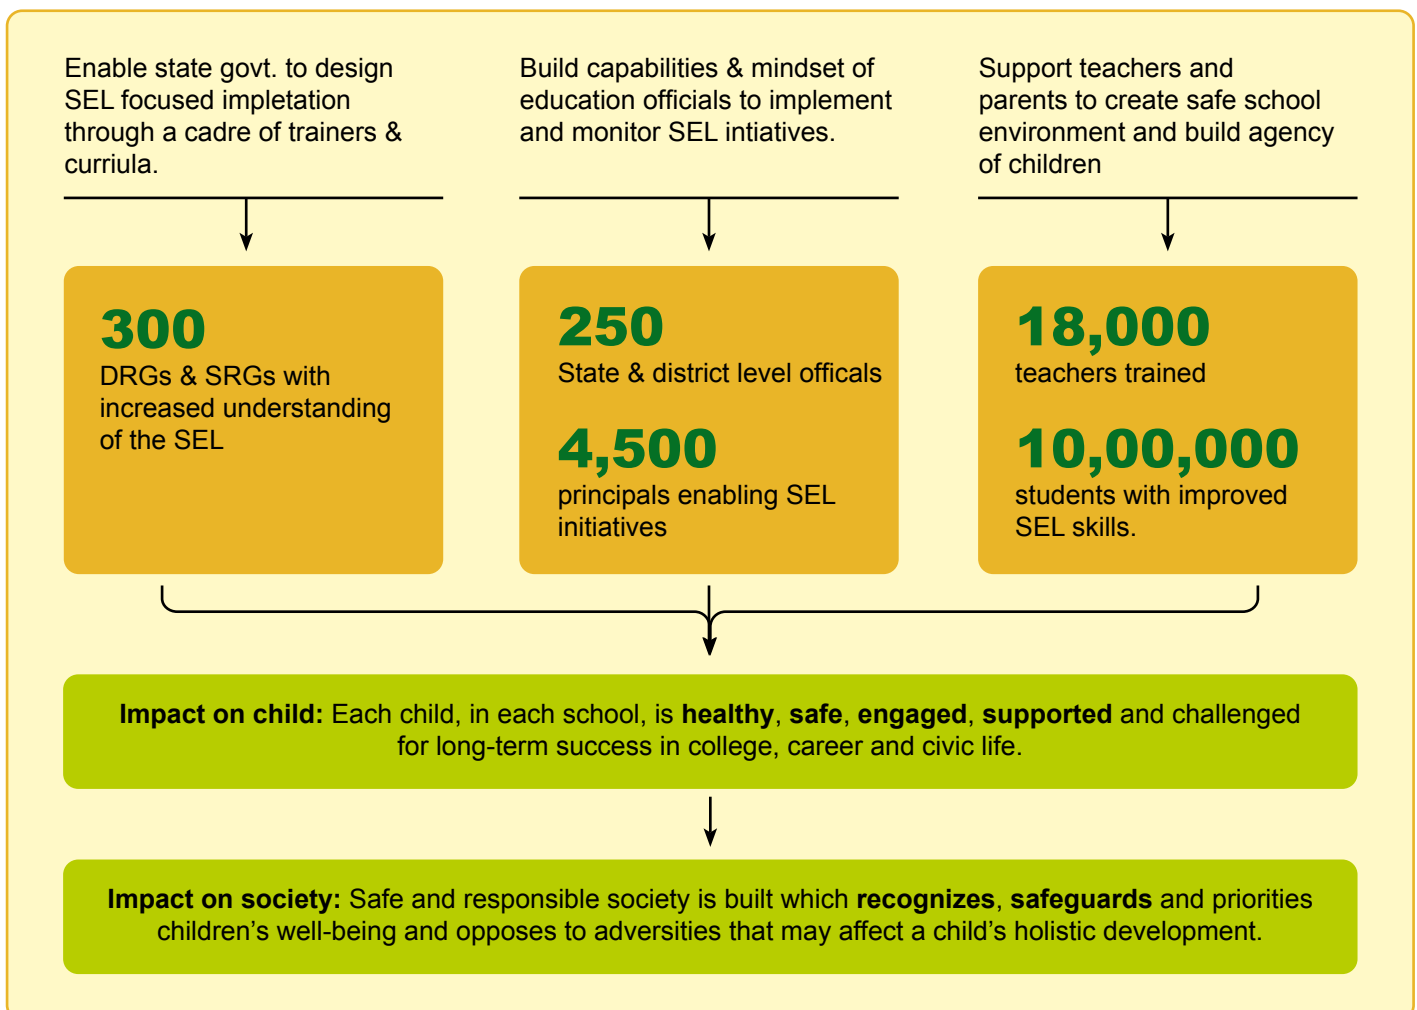 Enable state govt. to design
SEL focused impletation
through a cadre of trainers &
curriula.
Build capabilities & mindset of
education officials to implement
and monitor SEL intiatives.
Support teachers and
parents to create safe school
environment and build agency
of children
300
DRGs & SRGs with
increased understanding
of the SEL
250
State & district level officals
4,500
principals enabling SEL
initiatives
18,000
teachers trained
10,00,000
students with improved
SEL skills.
Impact on child: Each child, in each school, is healthy, safe, engaged, supported and challenged
for long-term success in college, career and civic life.
Impact on society: Safe and responsible society is built which recognizes, safeguards and priorities
children’s well-being and opposes to adversities that may affect a child’s holistic development.